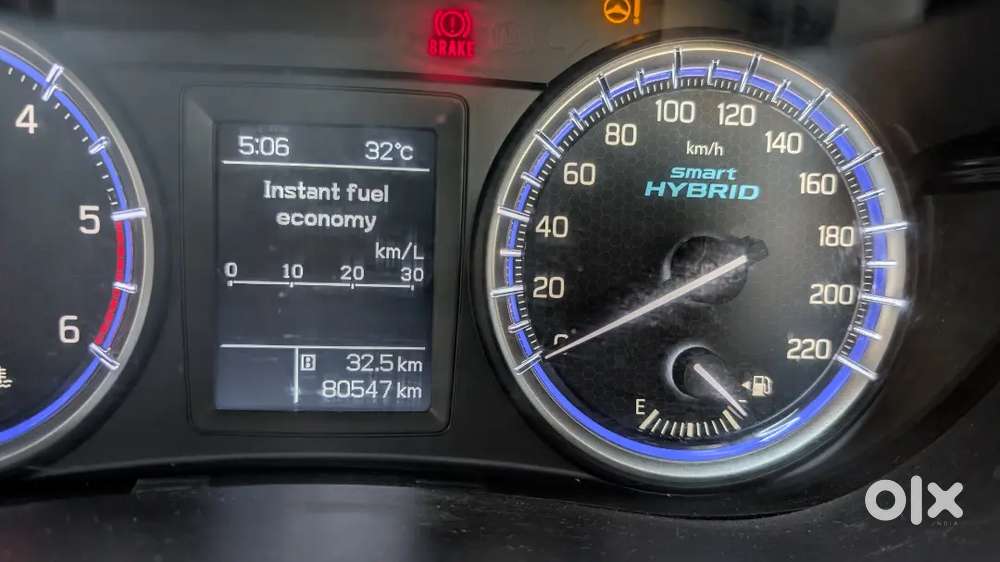 BRAKE
4
5
6
5:06 32°C
Instant fuel
economy
km/L
0 10 20 30
B 32.5 km
80547 km
20
40
60
80
100
120
140
160
180
200
220
km/h
smart
HYBRID
E
olx
INDIA